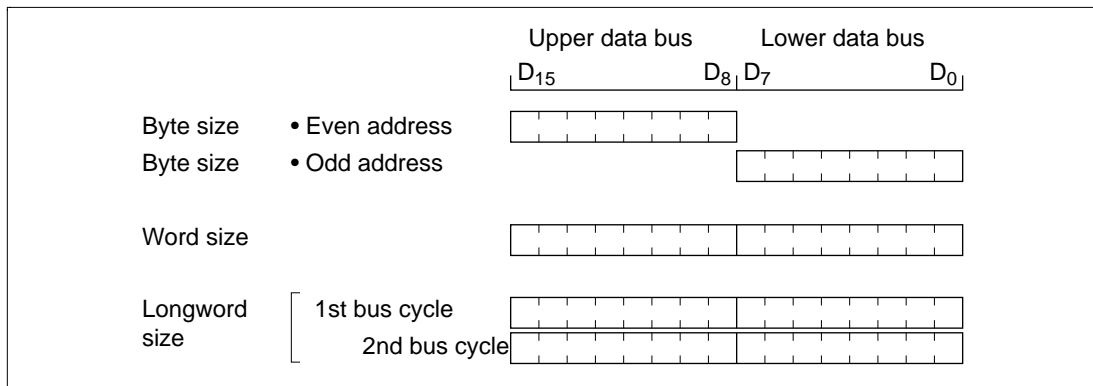 Upper data bus Lower data bus
D15 D8 D7 D0
Byte size • Even address
Byte size • Odd address
Word size
Longword 1st bus cycle
size
2nd bus cycle